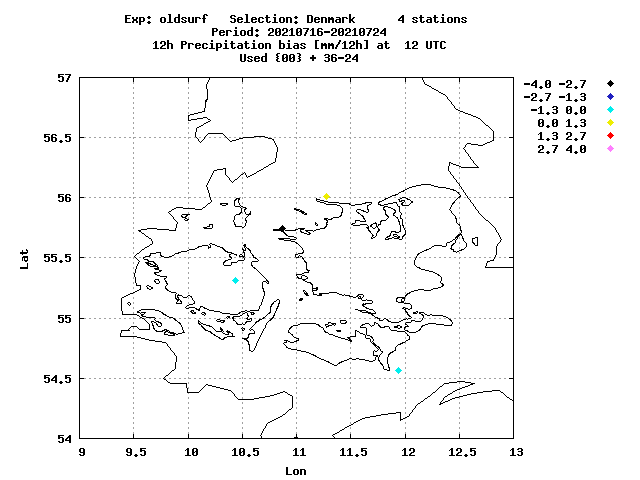 Exp: oldsurf   Selection: Denmark      4 stations
Period: 20210716-20210724
12h Precipitation bias [mm/12h] at  12 UTC
Used {00} + 36-24
-4.0 -2.7
-2.7 -1.3
-1.3 0.0
0.0 1.3
1.3 2.7
2.7 4.0
57
56.5
56
55.5
55
54.5
54
Lat
9 9.5 10 10.5 11 11.5 12 12.5 13
Lon